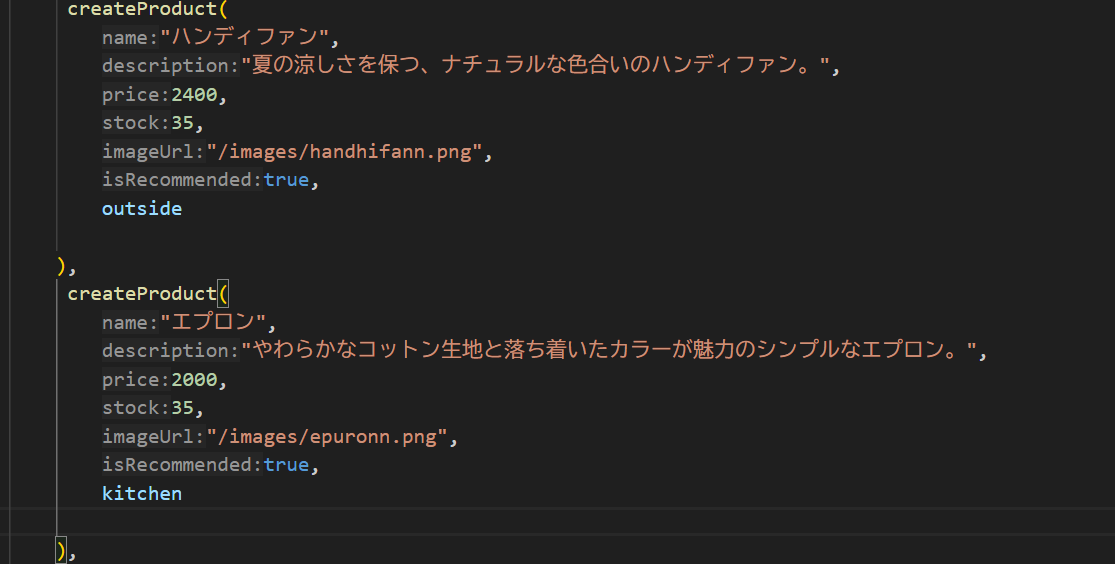 createProduct(
name:"ハンディファン",
description:"夏の涼しさを保つ、ナチュラルな色合いのハンディファン。",
price:2400,
stock:35,
imageUrl:"/images/handhifann.png",
isRecommended:true,
outside
),
createProduct(
name:"エプロン",
description:"やわらかなコットン生地と落ち着いたカラーが魅力のシンプルなエプロン。",
price:2000,
stock:35,
imageUrl:"/images/epuronn.png",
isRecommended:true,
kitchen
),